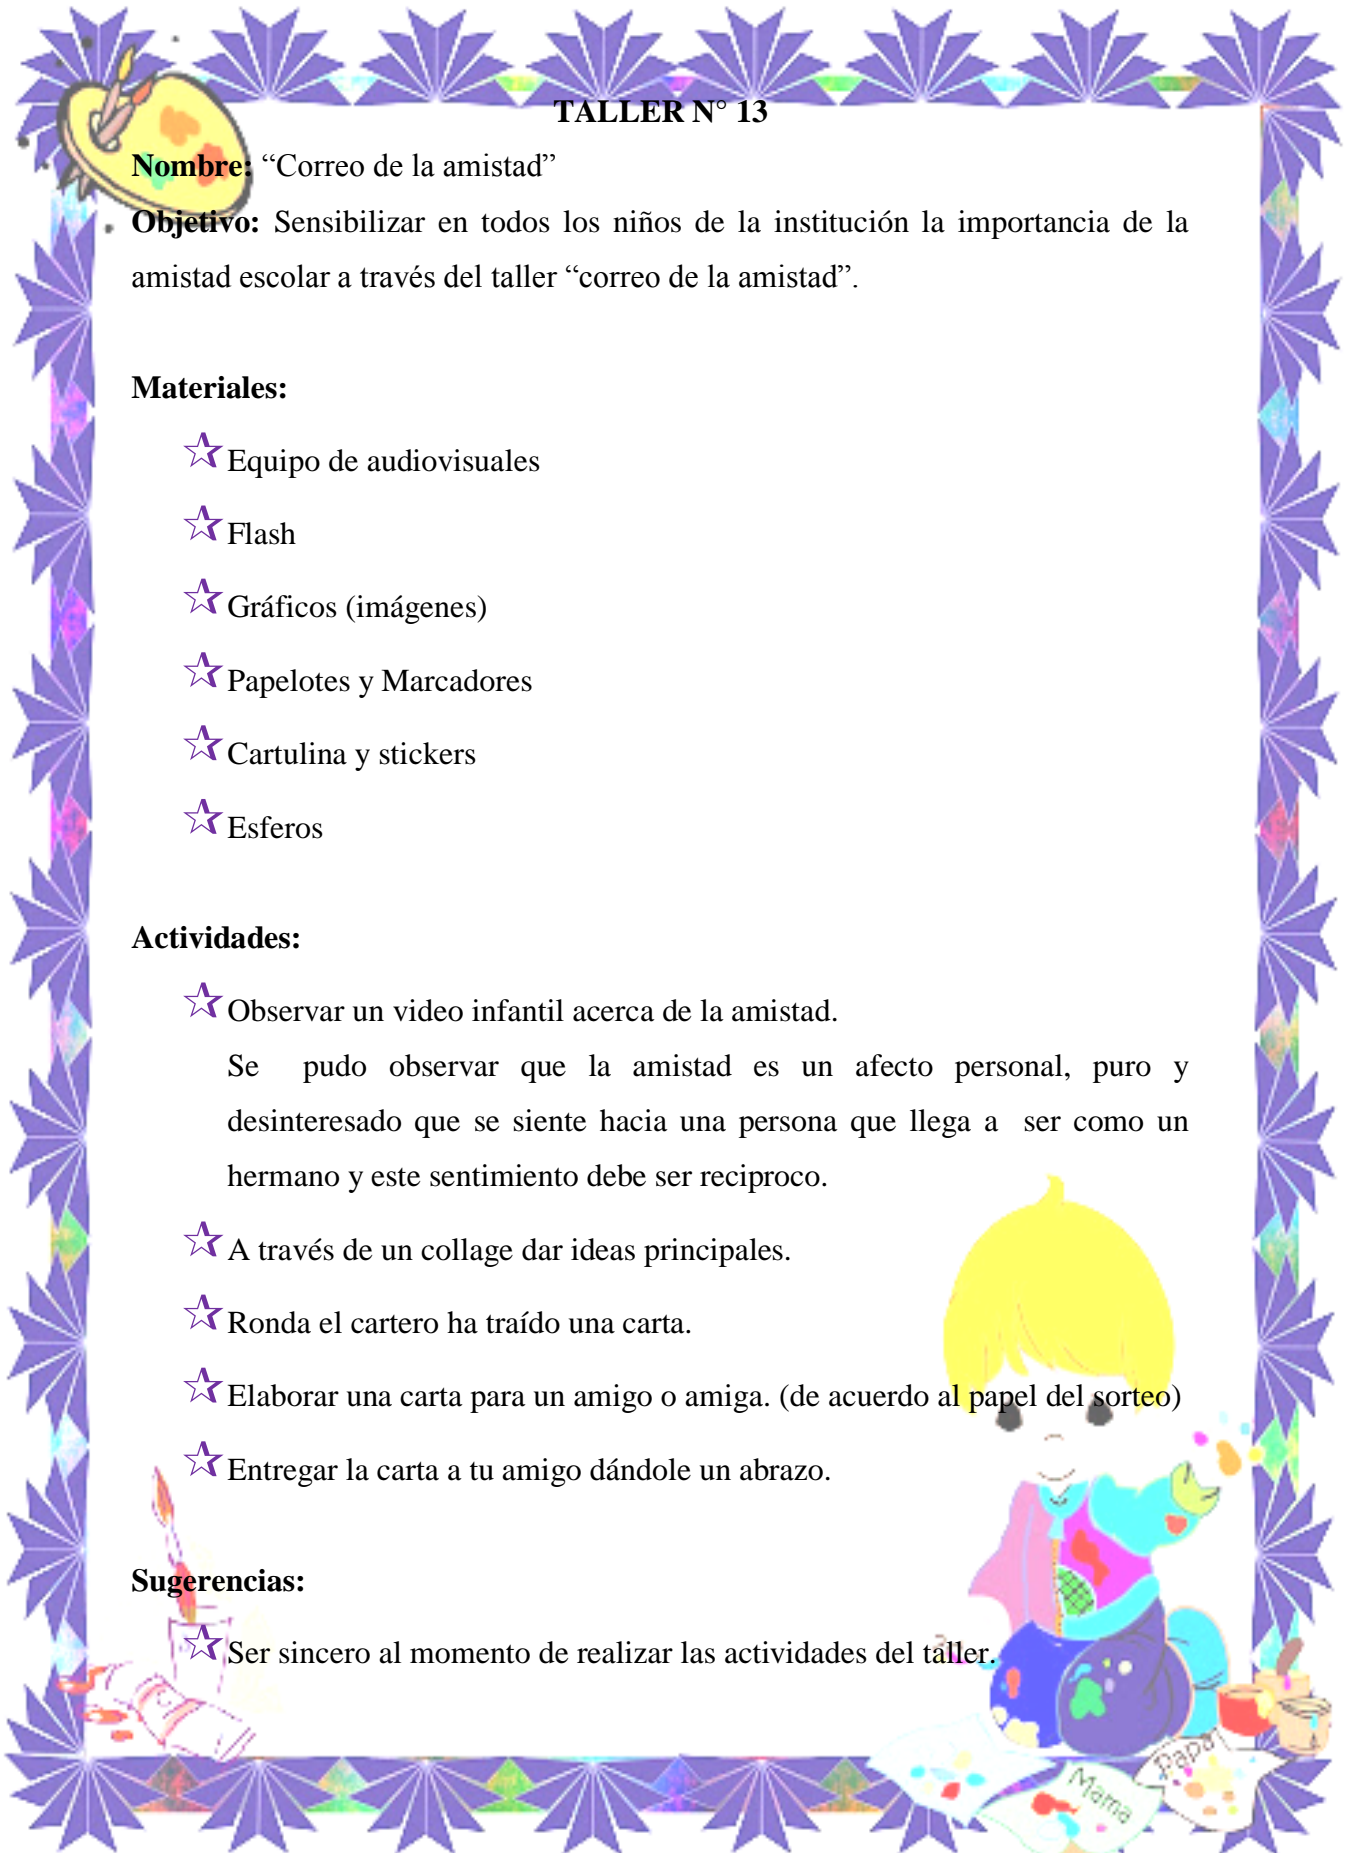 TALLER N° 13
Nombre: “Correo de la amistad”
Objetivo: Sensibilizar en todos los niños de la institución la importancia de la
amistad escolar a través del taller “correo de la amistad”.
Materiales:
Equipo de audiovisuales
Flash
Gráficos (imágenes)
Papelotes y Marcadores
Cartulina y stickers
Esferos
Actividades:
Observar un video infantil acerca de la amistad.
Se pudo observar que la amistad es un afecto personal, puro y
desinteresado que se siente hacia una persona que llega a ser como un
hermano y este sentimiento debe ser reciproco.
A través de un collage dar ideas principales.
Ronda el cartero ha traído una carta.
Elaborar una carta para un amigo o amiga. (de acuerdo al papel del sorteo)
Entregar la carta a tu amigo dándole un abrazo.
Sugerencias:
Ser sincero al momento de realizar las actividades del taller.
Papa
Mama